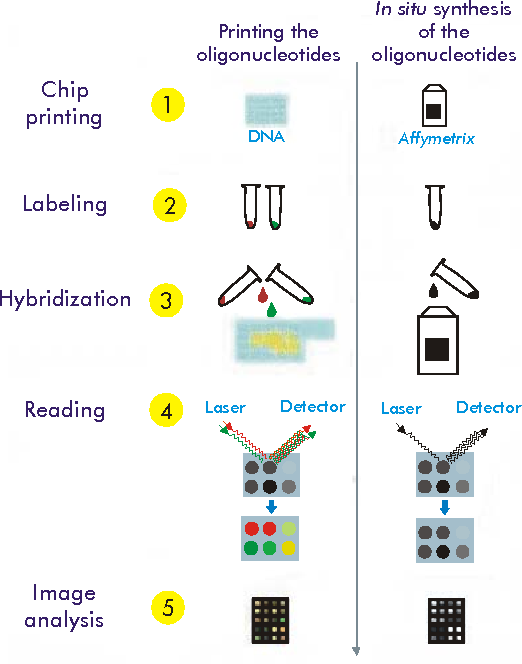 Printing the
oligonucleotides
In situ synthesis
of the
oligonucleotides
Chip
printing
1
DNA
Affymetrix
Labeling
2
Hybridization
3
Reading
4
Laser
Detector
Laser
Detector
Image
analysis
5